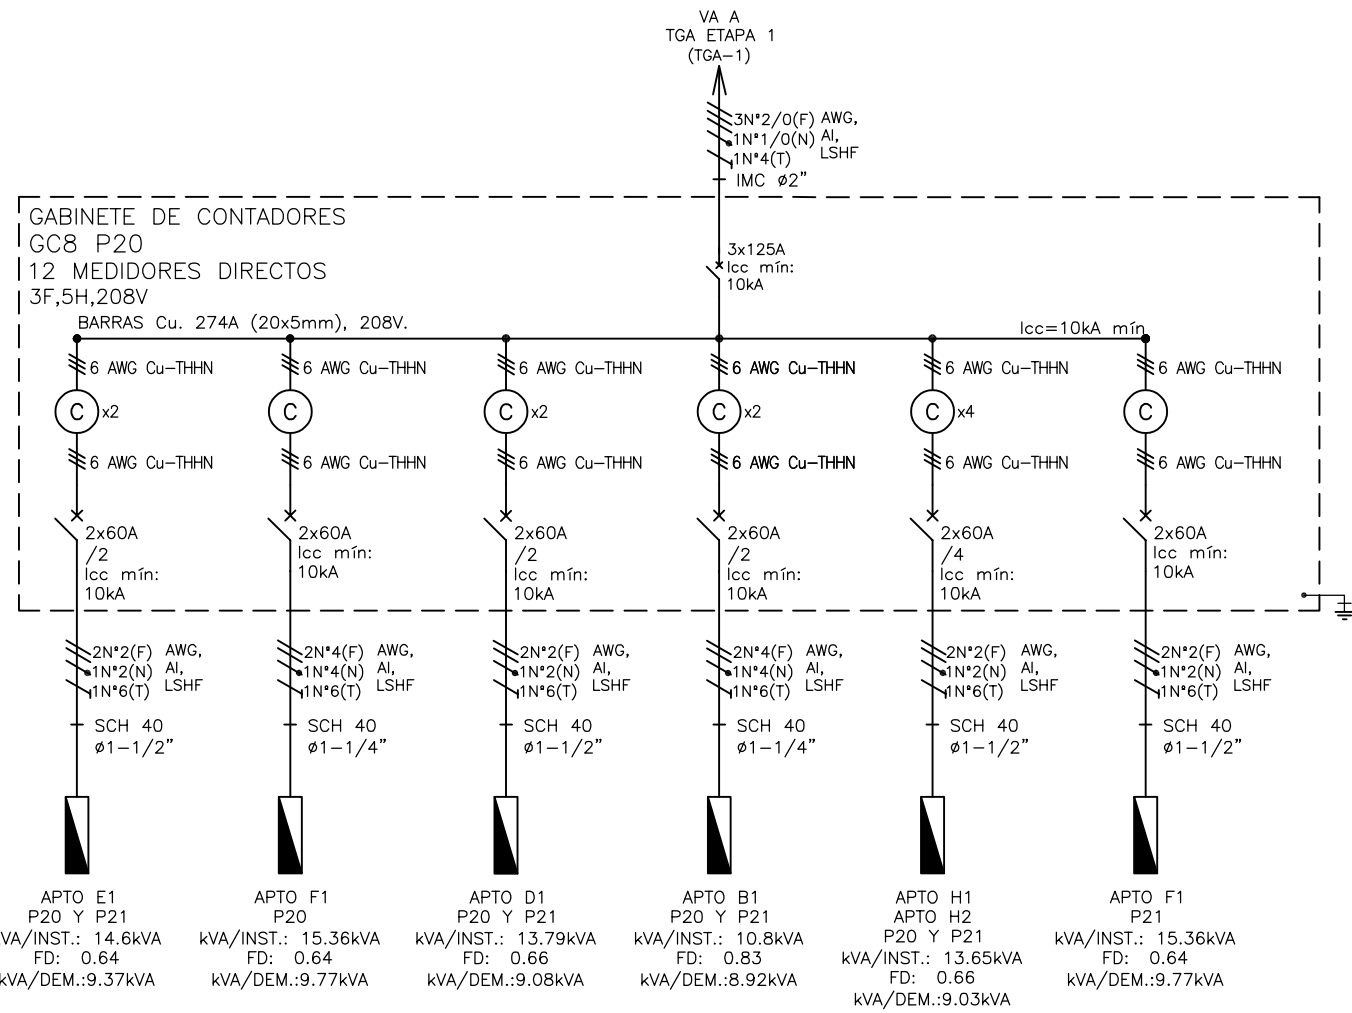 VA A
TGA ETAPA 1
(TGA-1)
3N°2/0(F) AWG,
1N°1/0(N) Al,
1N°4(T) LSHF
IMC ø2”
GABINETE DE CONTADORES
GC8 P20
12 MEDIDORES DIRECTOS
3F,5H,208V
3x125A
Icc mín:
10kA
BARRAS Cu. 274A (20x5mm), 208V.
Icc=10kA mín
6 AWG Cu-THHN 6 AWG Cu-THHN 6 AWG Cu-THHN 6 AWG Cu-THHN 6 AWG Cu-THHN 6 AWG Cu-THHN
C x2 C C x2 C x2 C x4 C
6 AWG Cu-THHN 6 AWG Cu-THHN 6 AWG Cu-THHN 6 AWG Cu-THHN 6 AWG Cu-THHN 6 AWG Cu-THHN
2x60A
/2
Icc mín:
10kA
2x60A
Icc mín:
10kA
2x60A
/2
Icc mín:
10kA
2x60A
/2
Icc mín:
10kA
2x60A
/4
Icc mín:
10kA
2x60A
Icc mín:
10kA
2N°2(F) AWG,
1N°2(N) Al,
1N°6(T) LSHF
SCH 40
ø1-1/2”
2N°4(F) AWG,
1N°4(N) Al,
1N°6(T) LSHF
SCH 40
ø1-1/4”
2N°2(F) AWG,
1N°2(N) Al,
1N°6(T) LSHF
SCH 40
ø1-1/2”
2N°4(F) AWG,
1N°4(N) Al,
1N°6(T) LSHF
SCH 40
ø1-1/4”
2N°2(F) AWG,
1N°2(N) Al,
1N°6(T) LSHF
SCH 40
ø1-1/2”
2N°2(F) AWG,
1N°2(N) Al,
1N°6(T) LSHF
SCH 40
ø1-1/2”
APTO E1
P20 Y P21
VA/INST.: 14.6kVA
FD: 0.64
kVA/DEM.:9.37kVA
APTO F1
P20
kVA/INST.: 15.36kVA
FD: 0.64
kVA/DEM.:9.77kVA
APTO D1
P20 Y P21
kVA/INST.: 13.79kVA
FD: 0.66
kVA/DEM.:9.08kVA
APTO B1
P20 Y P21
kVA/INST.: 10.8kVA
FD: 0.83
kVA/DEM.:8.92kVA
APTO H1
APTO H2
P20 Y P21
kVA/INST.: 13.65kVA
FD: 0.66
kVA/DEM.:9.03kVA
APTO F1
P21
kVA/INST.: 15.36kVA
FD: 0.64
kVA/DEM.:9.77kVA